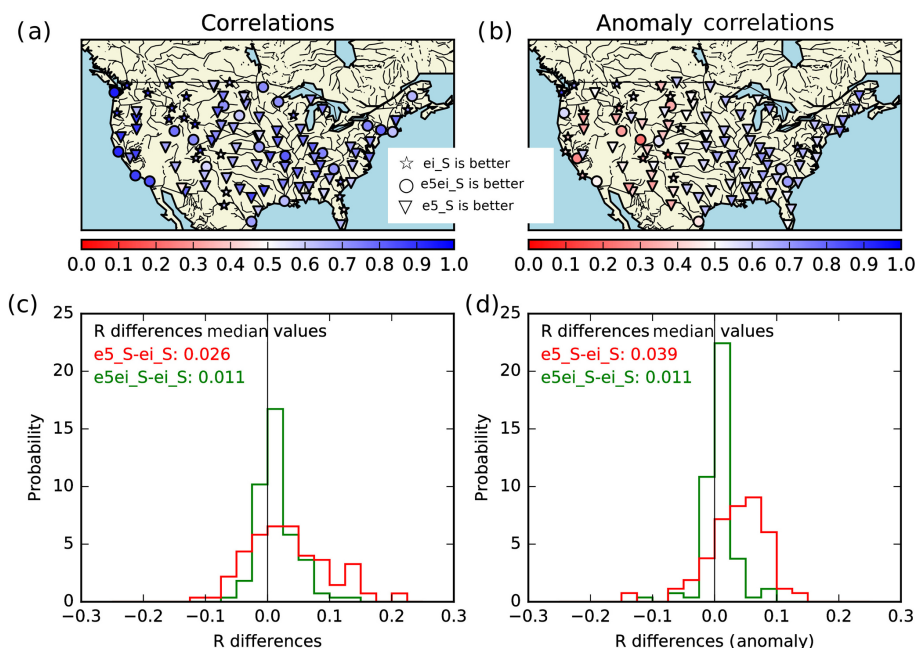 (a) Correlations
(b) Anomaly correlations
ei_S is better
e5ei_S is better
e5_S is better
0.0 0.1 0.2 0.3 0.4 0.5 0.6 0.7 0.8 0.9 1.0
0.0 0.1 0.2 0.3 0.4 0.5 0.6 0.7 0.8 0.9 1.0
(c)
R differences median values
e5_S-ei_S: 0.026
e5ei_S-ei_S: 0.011
Probability
25
20
15
10
5
0
−0.3 −0.2 −0.1 0.0 0.1 0.2 0.3
R differences
(d)
R differences median values
e5_S-ei_S: 0.039
e5ei_S-ei_S: 0.011
Probability
25
20
15
10
5
0
−0.3 −0.2 −0.1 0.0 0.1 0.2 0.3
R differences (anomaly)